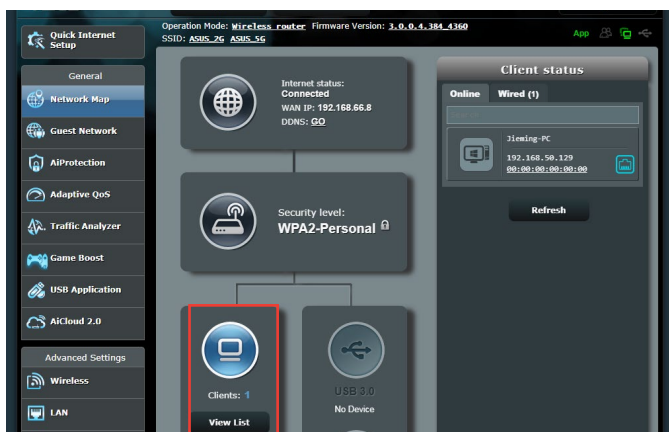 Quick Internet
Setup
General
Network Map
Guest Network
AiProtection
Adaptive QoS
Traffic Analyzer
Game Boost
USB Application
AiCloud 2.0
Advanced Settings
Wireless
LAN
Operation Mode: Wireless router Firmware Version: 3.0.0.4.384_4360
SSID: ASUS_2G ASUS_5G
App
Internet status:
Connected
WAN IP: 192.168.66.8
DDNS: GO
Security level:
WPA2-Personal
Clients: 1
View List
USB 3.0
No Device
Client status
Online Wired (1)
Jieming-PC
192.168.50.129
00:00:00:00:00:00
Refresh